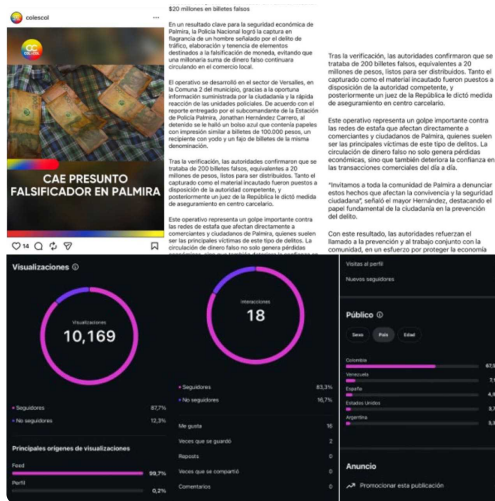 colescol
CAE PRESUNTO
FALSIFICADOR EN PALMIRA
14
$20 millones en billetes falsos
En un resultado clave para la seguridad económica de
Palmira, la Policía Nacional logró la captura en
flagrancia de un hombre señalado por el delito de
tráfico, elaboración y tenencia de elementos
destinados a la falsificación de moneda, evitando que
una millonaria suma de dinero falso continuara
circulando en el comercio local.
El operativo se desarrolló en el sector de Versalles, en
la Comuna 2 del municipio, gracias a la oportuna
información suministrada por la ciudadanía y la rápida
reacción de las unidades policiales. De acuerdo con el
reporte entregado por el subcomandante de la Estación
de Policía Palmira, Jonathan Hernández Carrero, al
detenido se le halló un bolso azul que contenía papeles
con impresión similar a billetes de 100.000 pesos, un
recipiente con yodo y un fajo de billetes de la misma
denominación.
Tras la verificación, las autoridades confirmaron que se
trataba de 200 billetes falsos, equivalentes a 20
millones de pesos, listos para ser distribuidos. Tanto el
capturado como el material incautado fueron puestos a
disposición de la autoridad competente, y
posteriormente un juez de la República le dictó medida
de aseguramiento en centro carcelario.
Este operativo representa un golpe importante contra
las redes de estafa que afectan directamente a
comerciantes y ciudadanos de Palmira, quienes suelen
ser las principales víctimas de este tipo de delitos. La
circulación de dinero falso no solo genera pérdidas
Tras la verificación, las autoridades confirmaron que se
trataba de 200 billetes falsos, equivalentes a 20
millones de pesos, listos para ser distribuidos. Tanto el
capturado como el material incautado fueron puestos a
disposición de la autoridad competente, y
posteriormente un juez de la República le dictó medida
de aseguramiento en centro carcelario.
Este operativo representa un golpe importante contra
las redes de estafa que afectan directamente a
comerciantes y ciudadanos de Palmira, quienes suelen
ser las principales víctimas de este tipo de delitos. La
circulación de dinero falso no solo genera pérdidas
económicas, sino que también deteriora la confianza en
las transacciones comerciales del día a día.
"Invitamos a toda la comunidad de Palmira a denunciar
estos hechos que afectan la convivencia y la seguridad
ciudadana", señaló el mayor Hernández, destacando el
papel fundamental de la ciudadanía en la prevención
del delito.
Con este resultado, las autoridades refuerzan el
llamado a la prevención y al trabajo conjunto con la
comunidad, en un esfuerzo por proteger la economía
Visualizaciones
Visualizaciones
10,169
Seguidores 87,7%
No seguidores 12,3%
Principales orígenes de visualizaciones
Feed
99,7%
Perfil
0,2%
Interacciones
18
Seguidores 83,3%
No seguidores 16,7%
Me gusta 16
Veces que se guardó 2
Reposts 0
Veces que se compartió 0
Comentarios 0
Visitas al perfil
Nuevos seguidores
Público
Sexo País Edad
Colombia
Venezuela
España
Estados Unidos
Argentina
Anuncio
Promocionar esta publicación